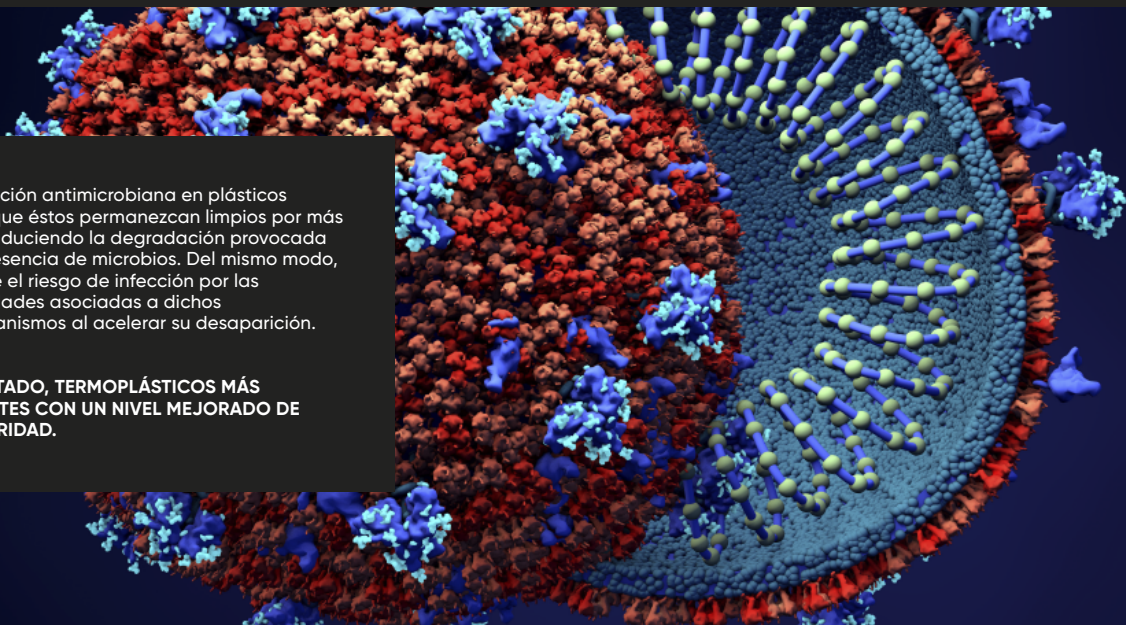 ción antimicrobiana en plásticos
que éstos permanezcan limpios por más
duciendo la degradación provocada
esencia de microbios. Del mismo modo,
e el riesgo de infección por las
ades asociadas a dichos
anismos al acelerar su desaparición.
TADO, TERMOPLÁSTICOS MÁS
TES CON UN NIVEL MEJORADO DE
RIDAD.